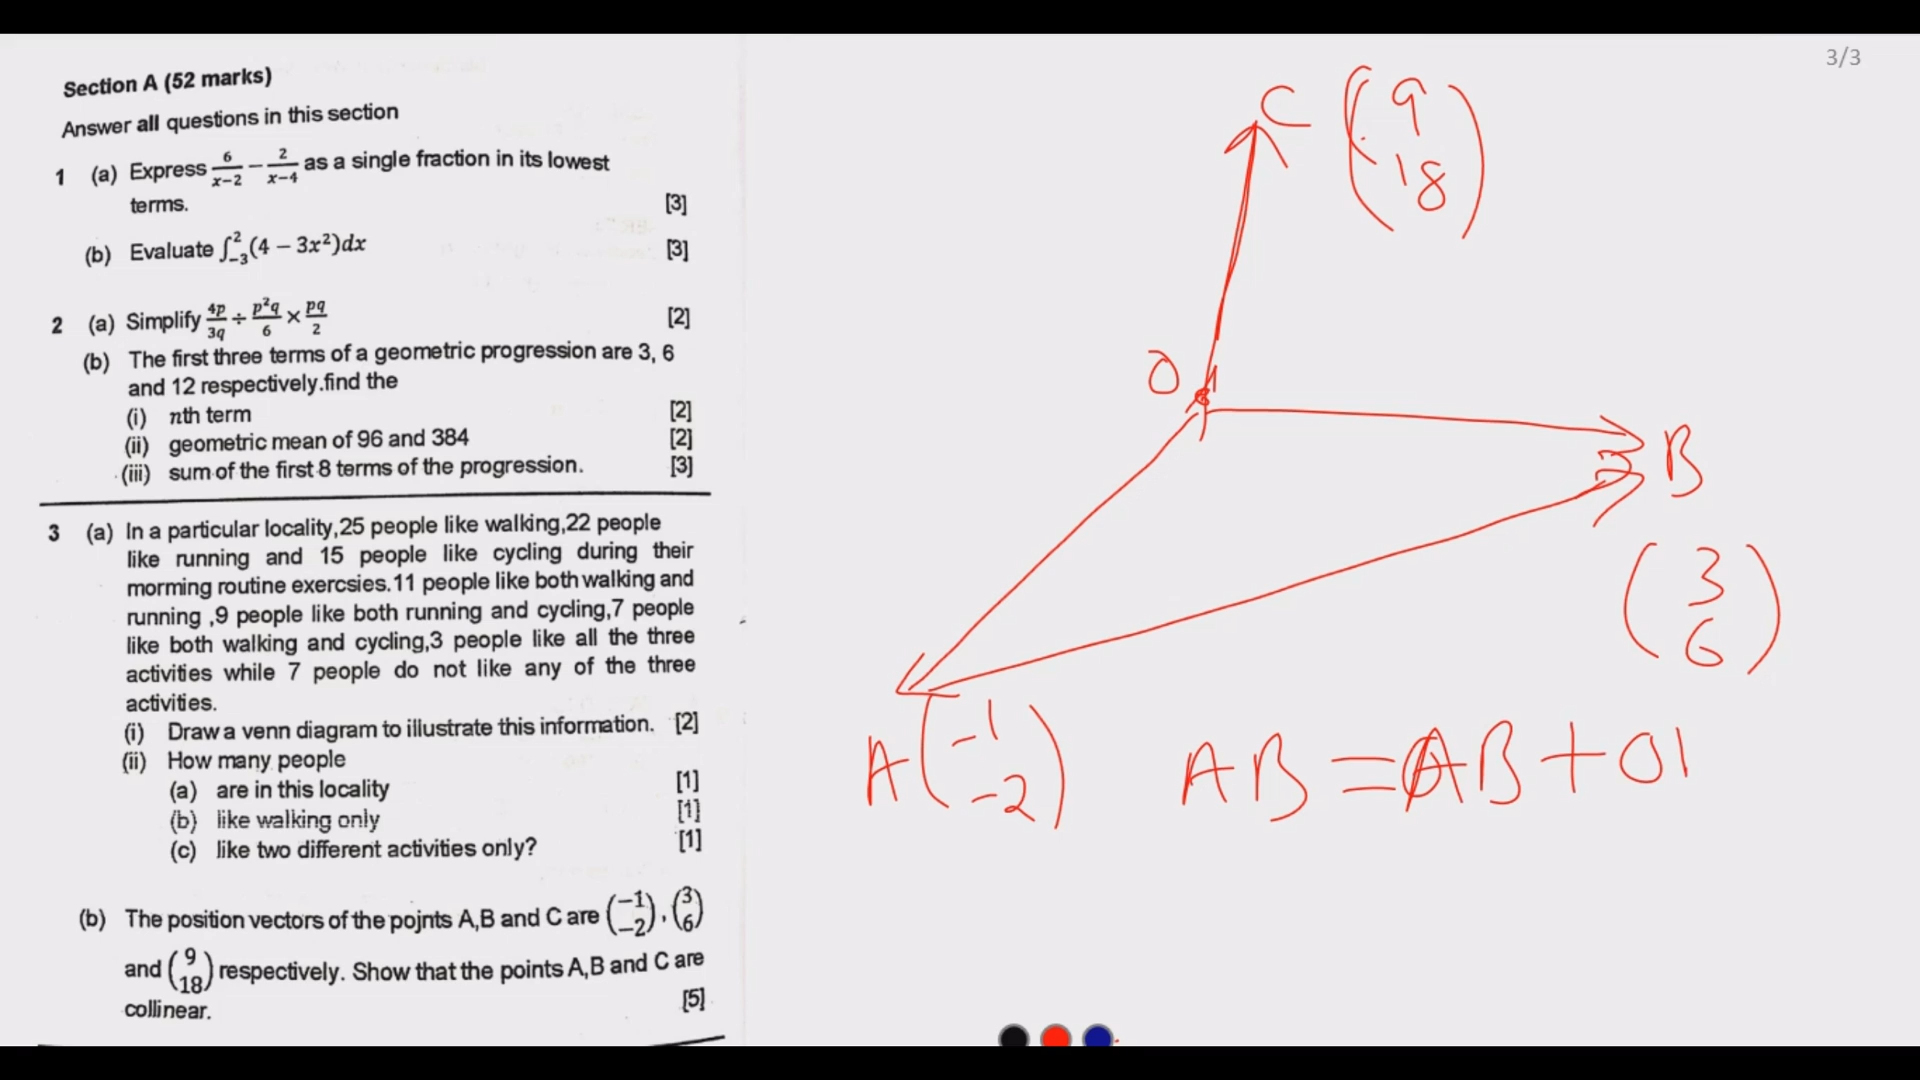 3/3
Section A (52 marks)
Answer all questions in this section
1 (a) Express 6/(x−2) − 2/(x−4) as a single fraction in its lowest
terms. [3]
(b) Evaluate ∫₋₃² (4 − 3x²)dx [3]
2 (a) Simplify 4p/3q ÷ p²q/6 × pq/2 [2]
(b) The first three terms of a geometric progression are 3, 6
and 12 respectively.find the
(i) nth term [2]
(ii) geometric mean of 96 and 384 [2]
(iii) sum of the first 8 terms of the progression. [3]
3 (a) In a particular locality,25 people like walking,22 people
like running and 15 people like cycling during their
morming routine exercsies.11 people like both walking and
running ,9 people like both running and cycling,7 people
like both walking and cycling,3 people like all the three
activities while 7 people do not like any of the three
activities.
(i) Draw a venn diagram to illustrate this information. [2]
(ii) How many people
(a) are in this locality [1]
(b) like walking only [1]
(c) like two different activities only? [1]
(b) The position vectors of the points A,B and C are (−1 −2), (3 6)
and (9 18) respectively. Show that the points A,B and C are
collinear. [5]
C (9 18)
O
B
(3 6)
A (-1 -2)